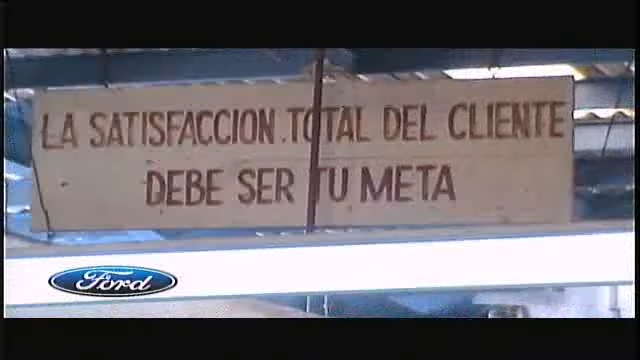 LA SATISFACCION.TOTAL DEL CLIENTE
DEBE SER TU META
Ford